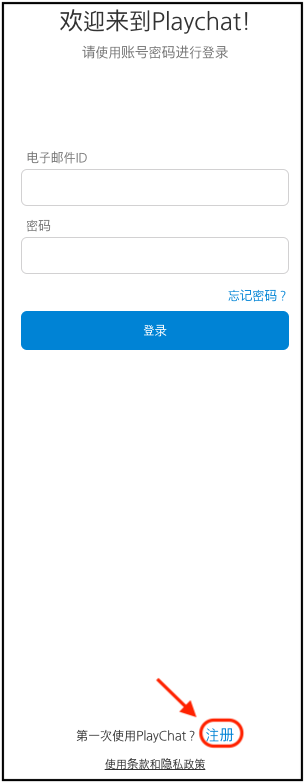 欢迎来到Playchat!
请使用账号密码进行登录
电子邮件ID
密码
忘记密码？
登录
第一次使用PlayChat？ 注册
使用条款和隐私政策